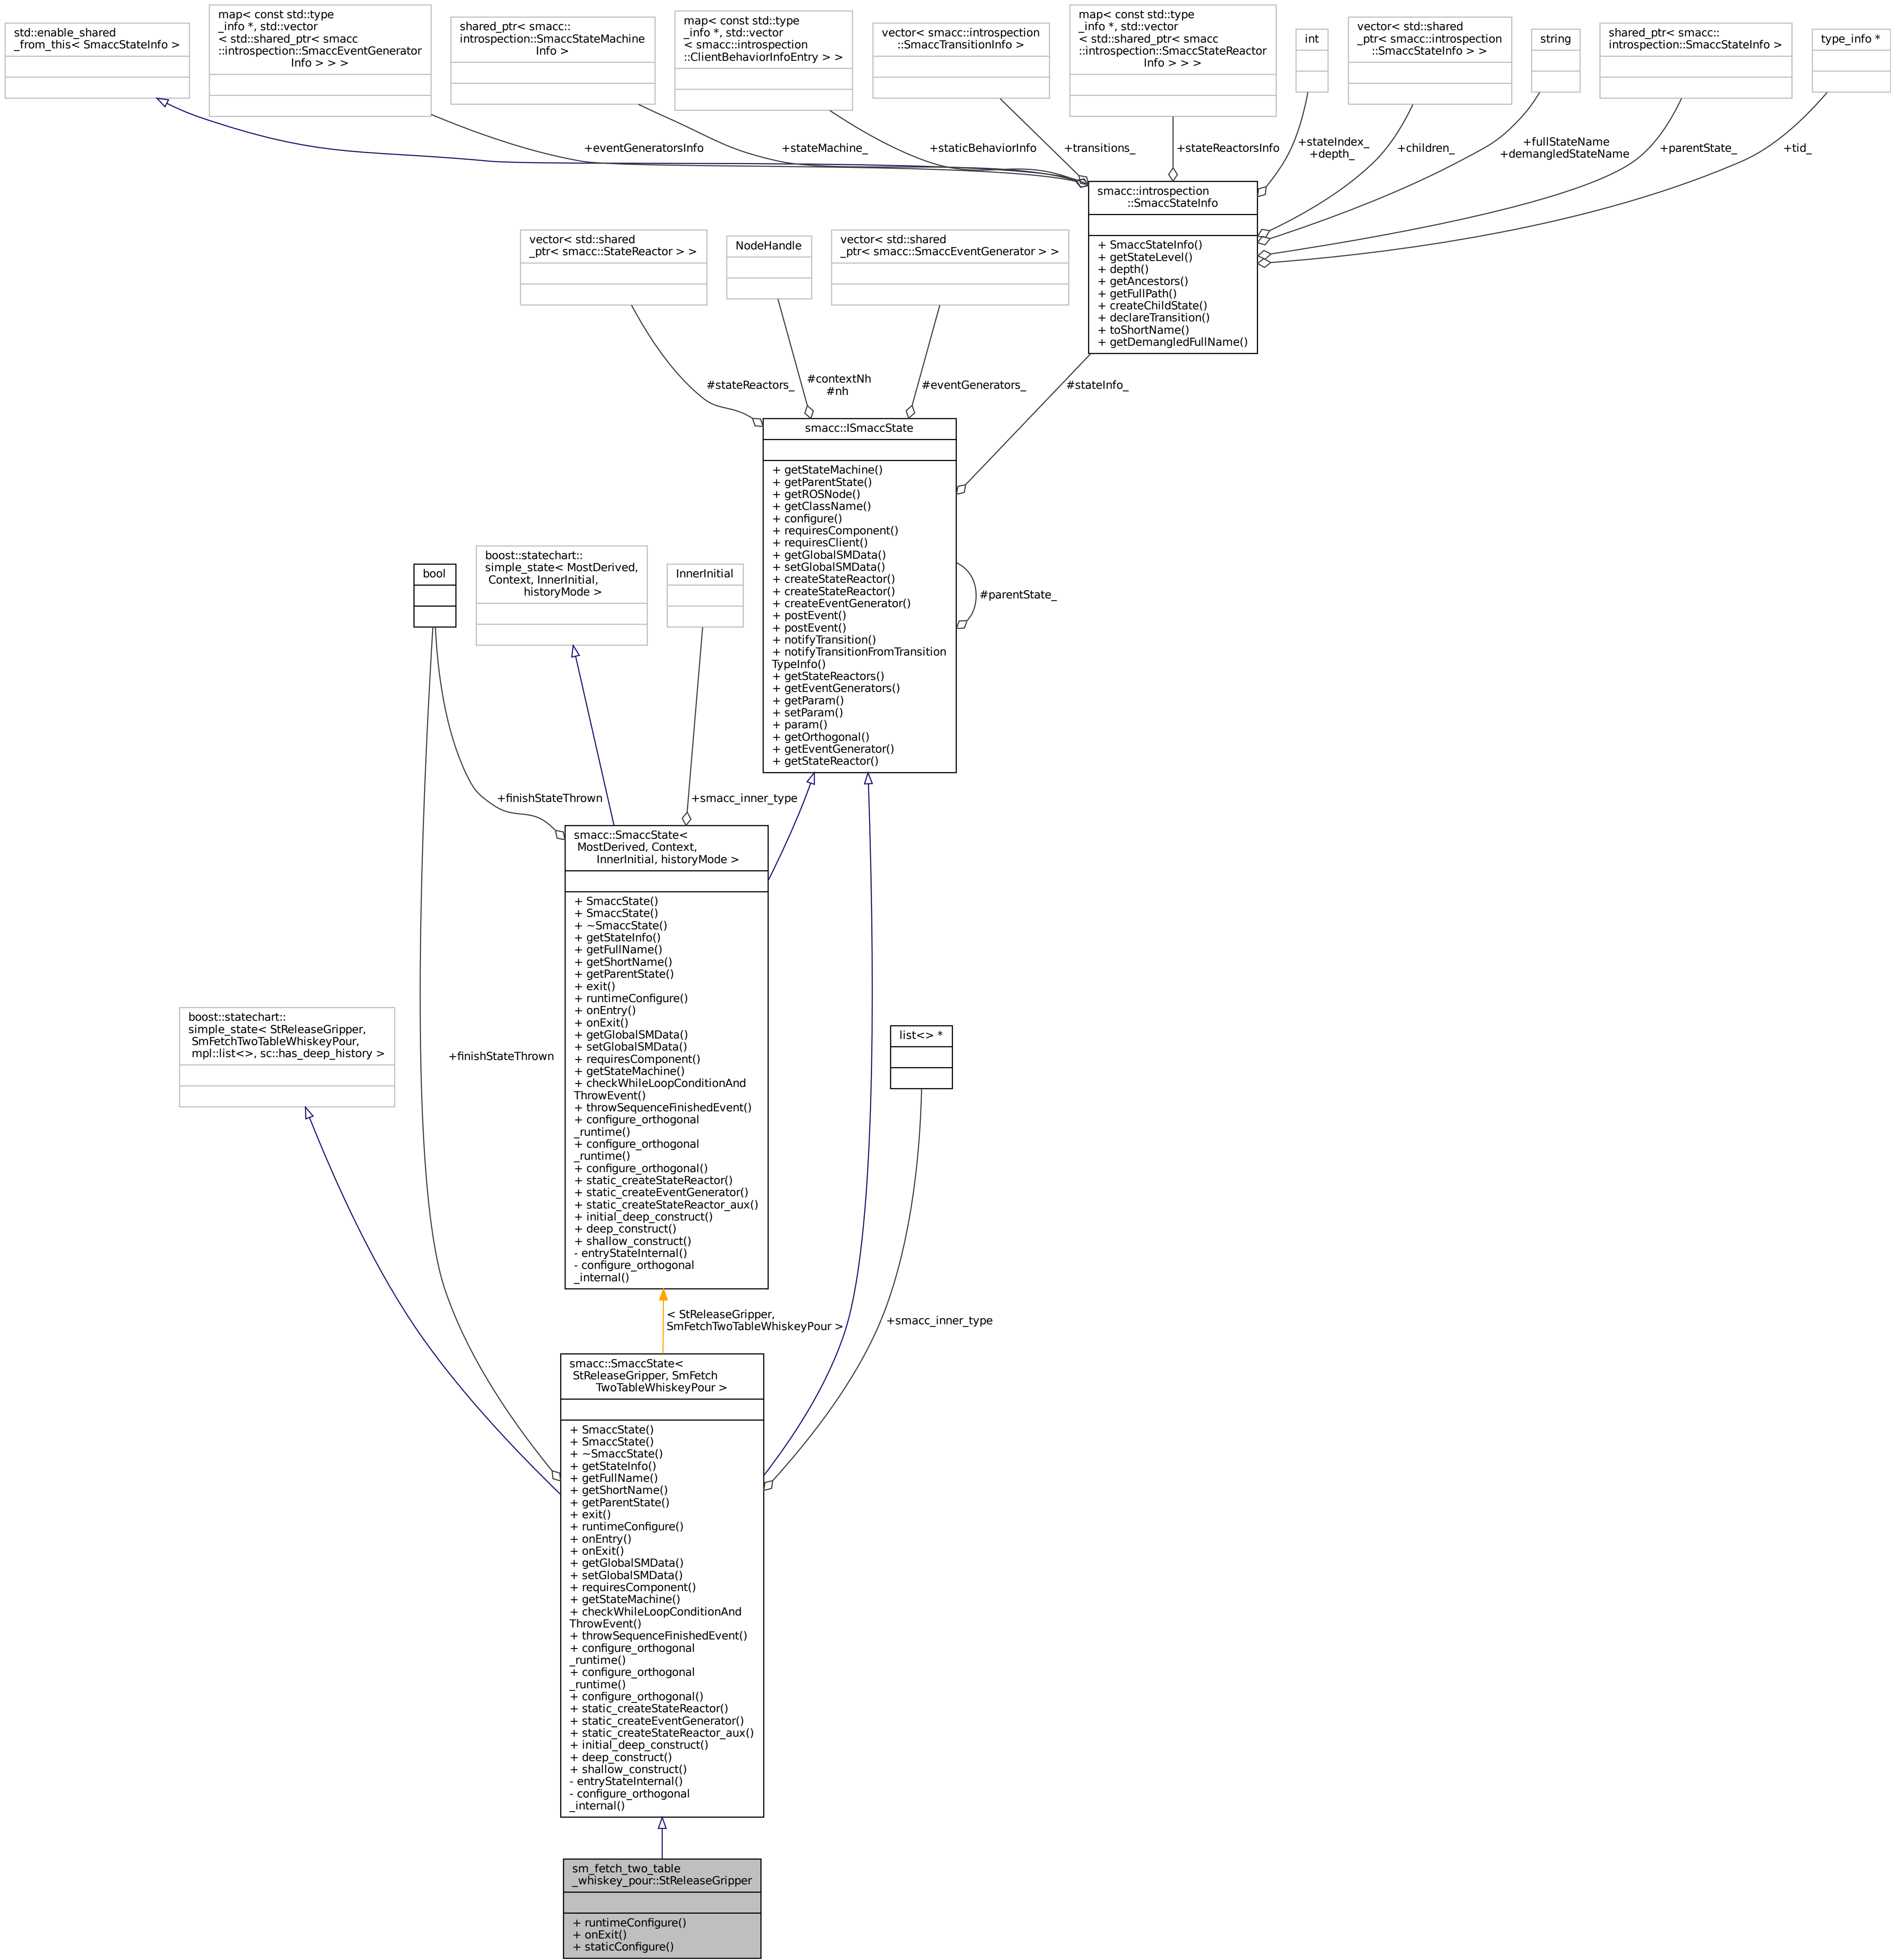 std::enable_shared
_from_this< SmaccStateInfo >
map< const std::type
_info *, std::vector
< std::shared_ptr< smacc
::introspection::SmaccEventGenerator
Info > > >
shared_ptr< smacc::
introspection::SmaccStateMachine
Info >
map< const std::type
_info *, std::vector
< smacc::introspection
::ClientBehaviorInfoEntry > >
vector< smacc::introspection
::SmaccTransitionInfo >
map< const std::type
_info *, std::vector
< std::shared_ptr< smacc
::introspection::SmaccStateReactor
Info > > >
int
vector< std::shared
_ptr< smacc::introspection
::SmaccStateInfo > >
string
shared_ptr< smacc::
introspection::SmaccStateInfo >
type_info *
+eventGeneratorsInfo
+stateMachine_
+staticBehaviorInfo
+transitions_
+stateReactorsInfo
+stateIndex_
+depth_
+children_
+fullStateName
+demangledStateName
+parentState_
+tid_
smacc::introspection
::SmaccStateInfo
+ SmaccStateInfo()
+ getStateLevel()
+ depth()
+ getAncestors()
+ getFullPath()
+ createChildState()
+ declareTransition()
+ toShortName()
+ getDemangledFullName()
vector< std::shared
_ptr< smacc::StateReactor > >
NodeHandle
vector< std::shared
_ptr< smacc::SmaccEventGenerator > >
#stateReactors_
#contextNh
#nh
#eventGenerators_
#stateInfo_
smacc::ISmaccState
+ getStateMachine()
+ getParentState()
+ getROSNode()
+ getClassName()
+ configure()
+ requiresComponent()
+ requiresClient()
+ getGlobalSMData()
+ setGlobalSMData()
+ createStateReactor()
+ createStateReactor()
+ createEventGenerator()
+ postEvent()
+ postEvent()
+ notifyTransition()
+ notifyTransitionFromTransition
TypeInfo()
+ getStateReactors()
+ getEventGenerators()
+ getParam()
+ setParam()
+ param()
+ getOrthogonal()
+ getEventGenerator()
+ getStateReactor()
#parentState_
bool
boost::statechart::
simple_state< MostDerived,
Context, InnerInitial,
historyMode >
InnerInitial
+finishStateThrown
+smacc_inner_type
smacc::SmaccState<
MostDerived, Context,
InnerInitial, historyMode >
+ SmaccState()
+ SmaccState()
+ ~SmaccState()
+ getStateInfo()
+ getFullName()
+ getShortName()
+ getParentState()
+ exit()
+ runtimeConfigure()
+ onEntry()
+ onExit()
+ getGlobalSMData()
+ setGlobalSMData()
+ requiresComponent()
+ getStateMachine()
+ checkWhileLoopConditionAnd
ThrowEvent()
+ throwSequenceFinishedEvent()
+ configure_orthogonal
_runtime()
+ configure_orthogonal
_runtime()
+ configure_orthogonal()
+ static_createStateReactor()
+ static_createEventGenerator()
+ static_createStateReactor_aux()
+ initial_deep_construct()
+ deep_construct()
+ shallow_construct()
- entryStateInternal()
- configure_orthogonal
_internal()
boost::statechart::
simple_state< StReleaseGripper,
SmFetchTwoTableWhiskeyPour,
mpl::list<>, sc::has_deep_history >
+finishStateThrown
list<> *
< StReleaseGripper,
SmFetchTwoTableWhiskeyPour >
+smacc_inner_type
smacc::SmaccState<
StReleaseGripper, SmFetch
TwoTableWhiskeyPour >
+ SmaccState()
+ SmaccState()
+ ~SmaccState()
+ getStateInfo()
+ getFullName()
+ getShortName()
+ getParentState()
+ exit()
+ runtimeConfigure()
+ onEntry()
+ onExit()
+ getGlobalSMData()
+ setGlobalSMData()
+ requiresComponent()
+ getStateMachine()
+ checkWhileLoopConditionAnd
ThrowEvent()
+ throwSequenceFinishedEvent()
+ configure_orthogonal
_runtime()
+ configure_orthogonal
_runtime()
+ configure_orthogonal()
+ static_createStateReactor()
+ static_createEventGenerator()
+ static_createStateReactor_aux()
+ initial_deep_construct()
+ deep_construct()
+ shallow_construct()
- entryStateInternal()
- configure_orthogonal
_internal()
sm_fetch_two_table
_whiskey_pour::StReleaseGripper
+ runtimeConfigure()
+ onExit()
+ staticConfigure()